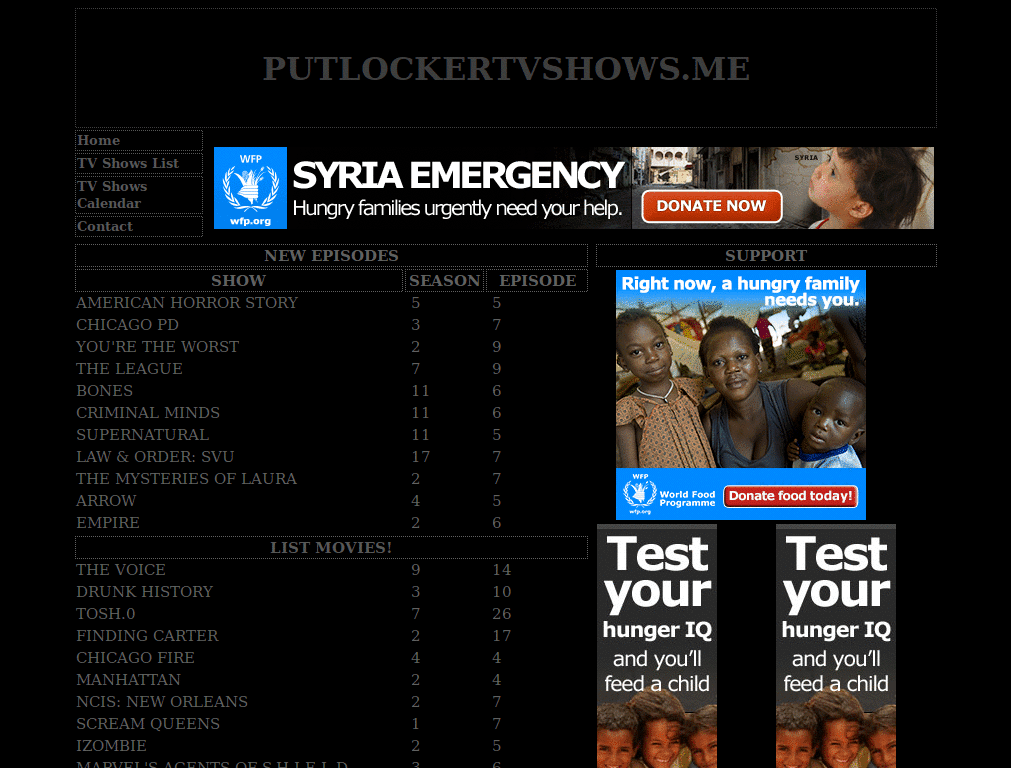 PUTLOCKERTVSHOWS.ME
Home
TV Shows List
TV Shows
Calendar
Contact
WFP
wfp.org
SYRIA EMERGENCY
Hungry families urgently need your help.
SYRIA
DONATE NOW
NEW EPISODES
SHOW SEASON EPISODE
AMERICAN HORROR STORY 5 5
CHICAGO PD 3 7
YOU'RE THE WORST 2 9
THE LEAGUE 7 9
BONES 11 6
CRIMINAL MINDS 11 6
SUPERNATURAL 11 5
LAW & ORDER: SVU 17 7
THE MYSTERIES OF LAURA 2 7
ARROW 4 5
EMPIRE 2 6
LIST MOVIES!
THE VOICE 9 14
DRUNK HISTORY 3 10
TOSH.0 7 26
FINDING CARTER 2 17
CHICAGO FIRE 4 4
MANHATTAN 2 4
NCIS: NEW ORLEANS 2 7
SCREAM QUEENS 1 7
IZOMBIE 2 5
MARVEL'S AGENTS OF S.H.I.E.L.D. 3 6
SUPPORT
Right now, a hungry family
needs you.
WFP
wfp.org
World Food
Programme
Donate food today!
Test
your
hunger IQ
and you'll
feed a child
Test
your
hunger IQ
and you'll
feed a child